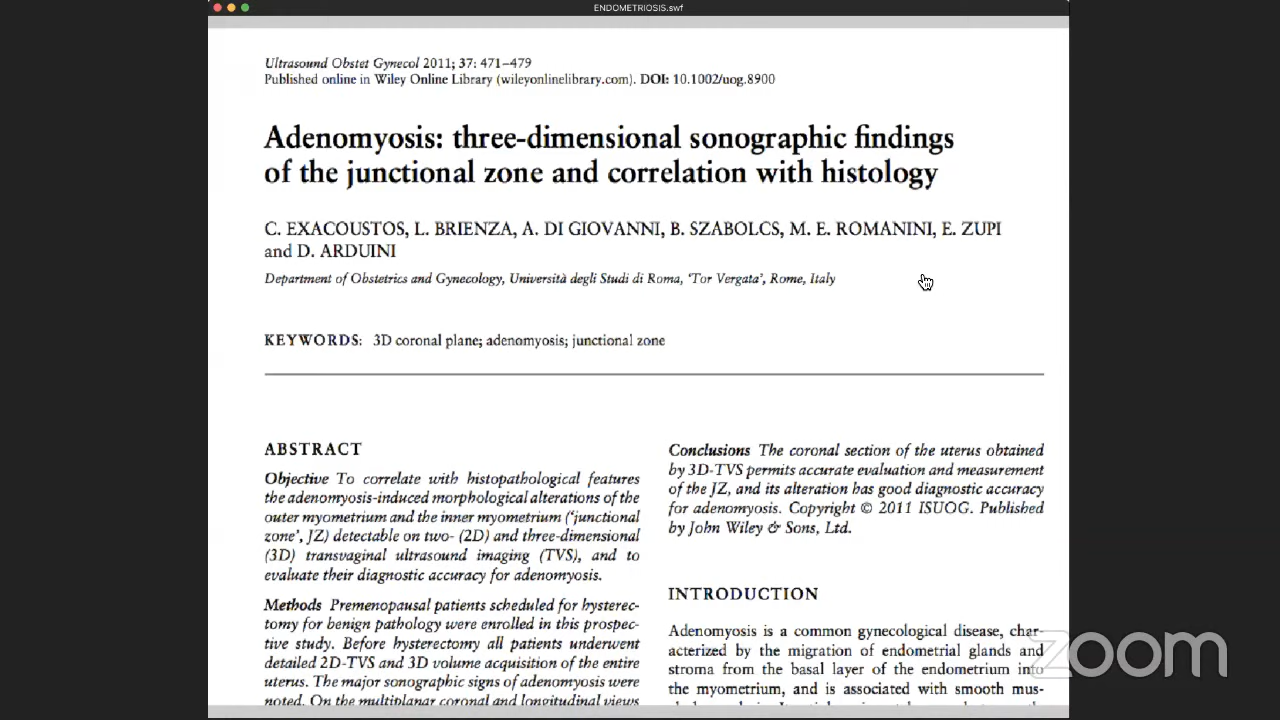 ENDOMETRIOSIS.swf
Ultrasound Obstet Gynecol 2011; 37: 471–479
Published online in Wiley Online Library (wileyonlinelibrary.com). DOI: 10.1002/uog.8900
Adenomyosis: three-dimensional sonographic findings
of the junctional zone and correlation with histology
C. EXACOUSTOS, L. BRIENZA, A. DI GIOVANNI, B. SZABOLCS, M. E. ROMANINI, E. ZUPI
and D. ARDUINI
Department of Obstetrics and Gynecology, Università degli Studi di Roma, 'Tor Vergata', Rome, Italy
KEYWORDS: 3D coronal plane; adenomyosis; junctional zone
ABSTRACT
Objective To correlate with histopathological features
the adenomyosis-induced morphological alterations of the
outer myometrium and the inner myometrium ('junctional
zone', JZ) detectable on two- (2D) and three-dimensional
(3D) transvaginal ultrasound imaging (TVS), and to
evaluate their diagnostic accuracy for adenomyosis.
Methods Premenopausal patients scheduled for hysterec-
tomy for benign pathology were enrolled in this prospec-
tive study. Before hysterectomy all patients underwent
detailed 2D-TVS and 3D volume acquisition of the entire
uterus. The major sonographic signs of adenomyosis were
noted. On the multiplanar coronal and longitudinal views
Conclusions The coronal section of the uterus obtained
by 3D-TVS permits accurate evaluation and measurement
of the JZ, and its alteration has good diagnostic accuracy
for adenomyosis. Copyright © 2011 ISUOG. Published
by John Wiley & Sons, Ltd.
INTRODUCTION
Adenomyosis is a common gynecological disease, char-
acterized by the migration of endometrial glands and
stroma from the basal layer of the endometrium into
the myometrium, and is associated with smooth mus-
zoom